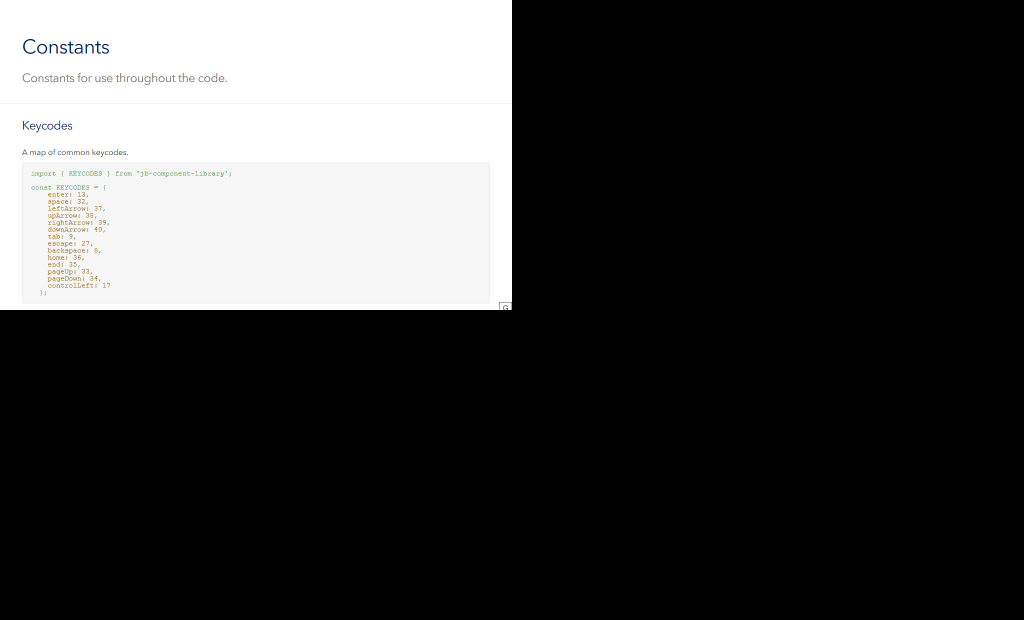 Constants
Constants for use throughout the code.
Keycodes
A map of common keycodes.
import { KEYCODES } from 'jb-component-library';
const KEYCODES = {
enter: 13,
space: 32,
leftArrow: 37,
upArrow: 38,
rightArrow: 39,
downArrow: 40,
tab: 9,
escape: 27,
backspace: 8,
home: 36,
end: 35,
pageUp: 33,
pageDown: 34,
controlLeft: 17
};
G